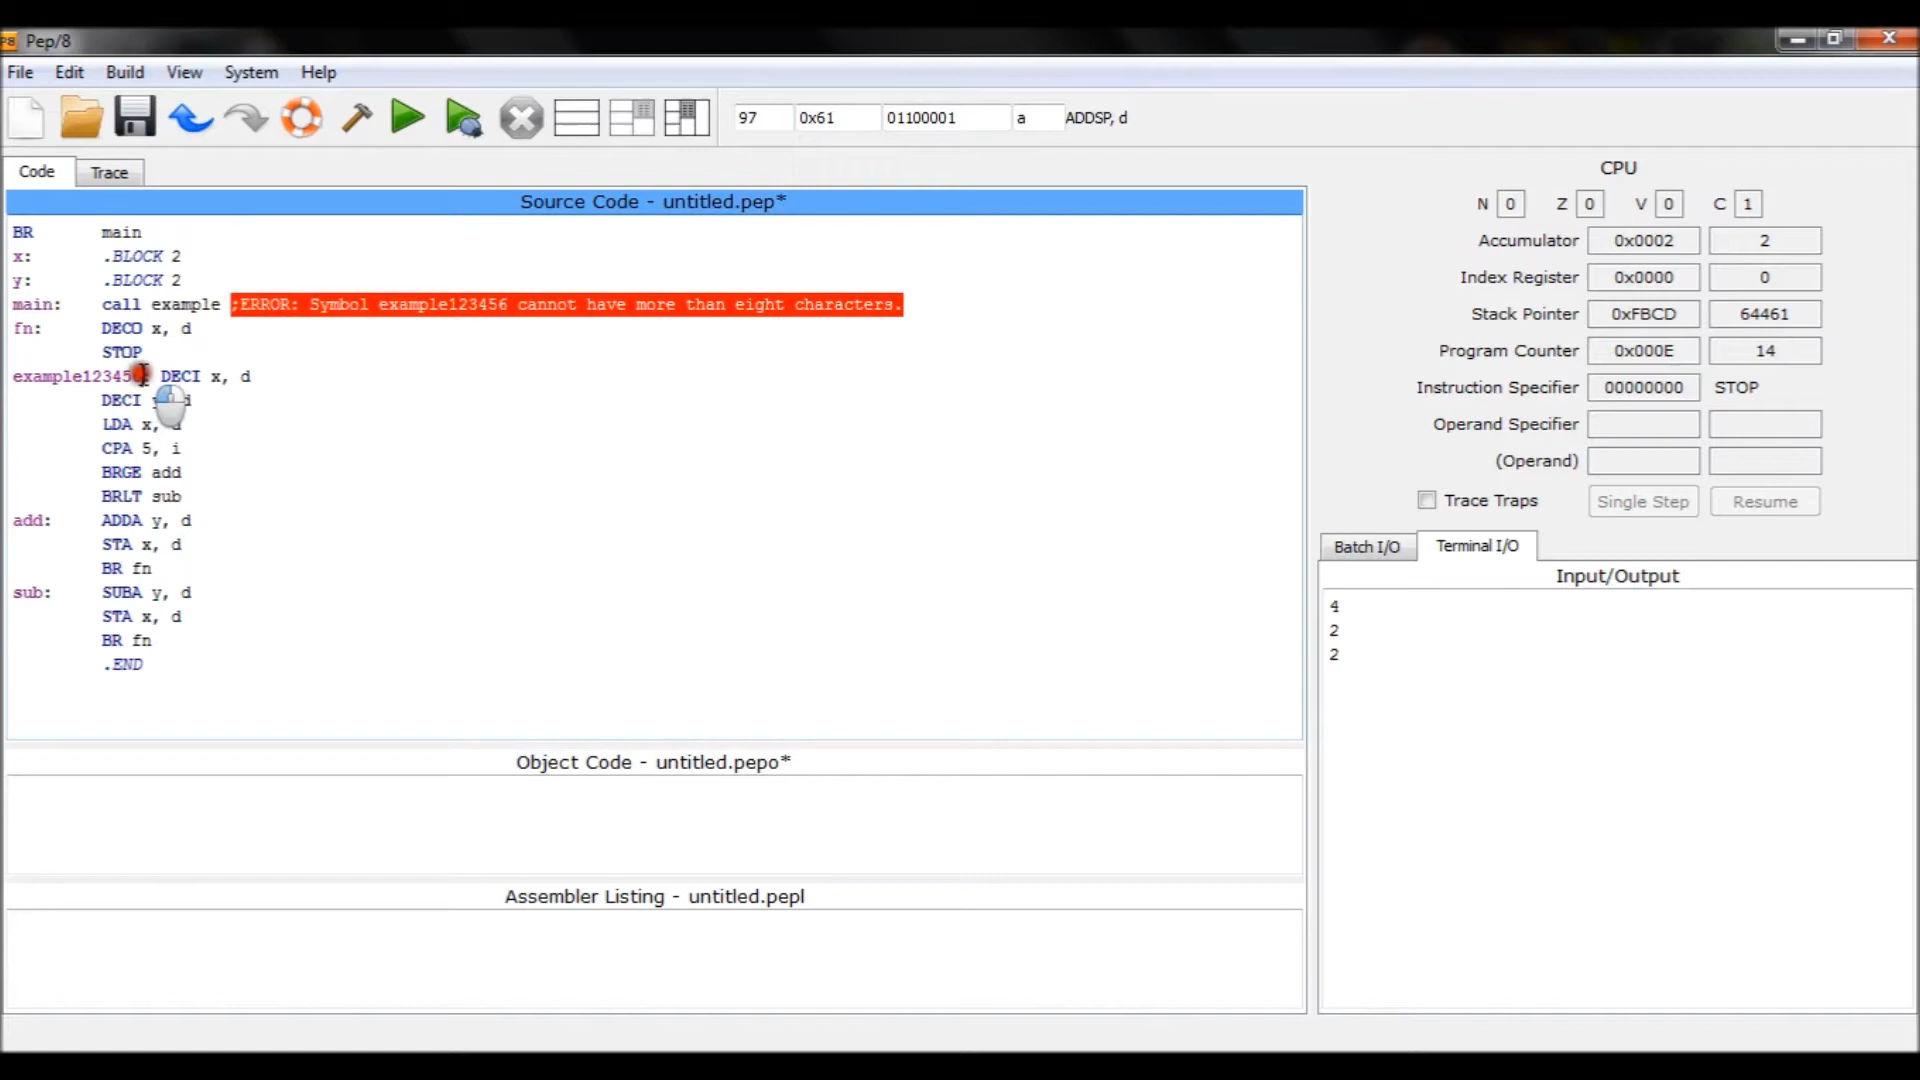 Pep/8
File Edit Build View System Help
97 0x61 01100001 a ADDSP, d
Code Trace
Source Code - untitled.pep*
BR main
x: .BLOCK 2
y: .BLOCK 2
main: call example ;ERROR: Symbol example123456 cannot have more than eight characters.
fn: DECO x, d
STOP
DECI x, d
DECI
LDA x,
CPA 5, i
BRGE add
BRLT sub
add: ADDA y, d
STA x, d
BR fn
sub: SUBA y, d
STA x, d
BR fn
.END
Object Code - untitled.pepo*
Assembler Listing - untitled.pepl
CPU
N 0 Z 0 V 0 C 1
Accumulator 0x0002 2
Index Register 0x0000 0
Stack Pointer 0xFBCD 64461
Program Counter 0x000E 14
Instruction Specifier 00000000 STOP
Operand Specifier
(Operand)
Trace Traps Single Step Resume
Batch I/O Terminal I/O
Input/Output
4
2
2